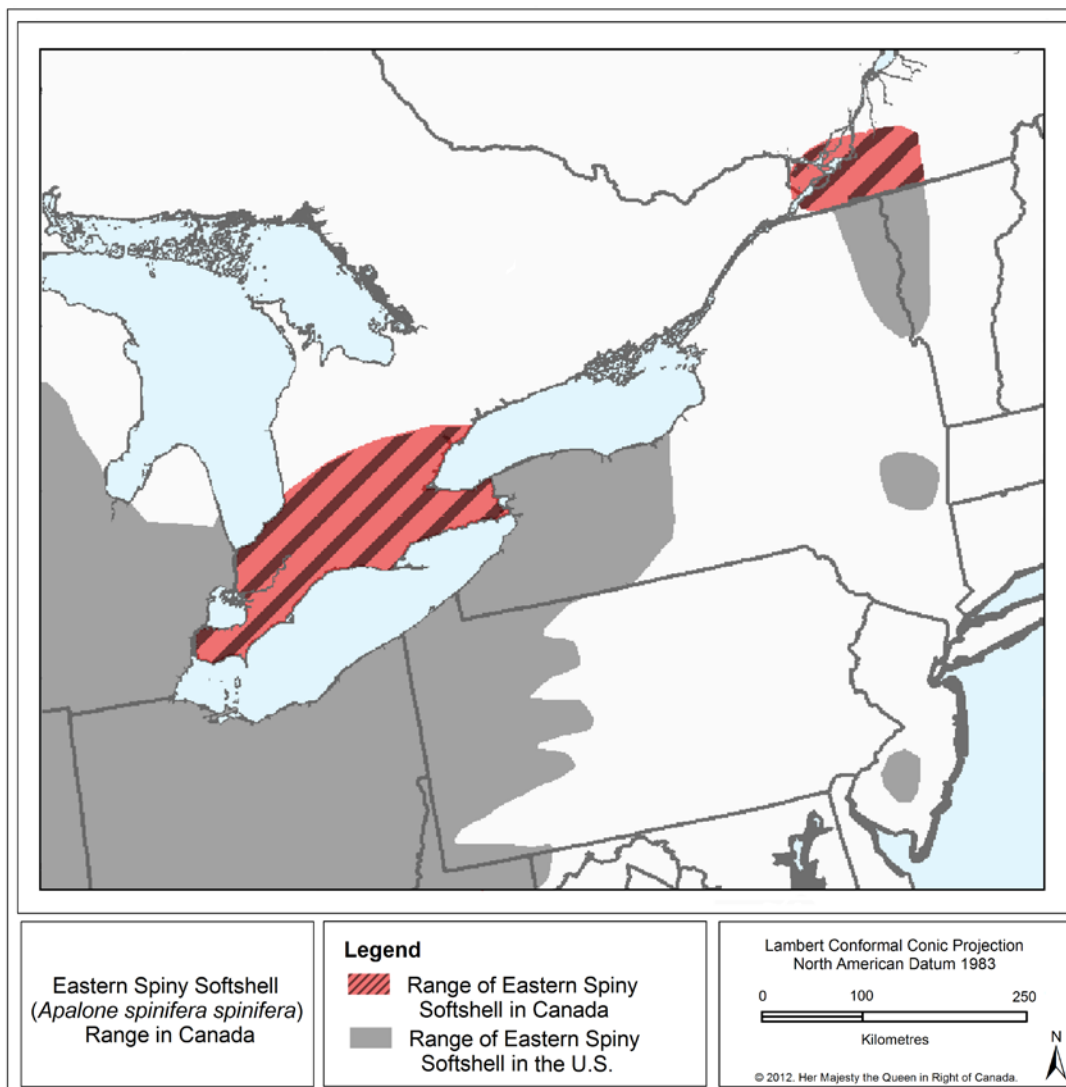 Eastern Spiny Softshell
(Apalone spinifera spinifera)
Range in Canada
Legend
Range of Eastern Spiny
Softshell in Canada
Range of Eastern Spiny
Softshell in the U.S.
Lambert Conformal Conic Projection
North American Datum 1983
0 100 250
Kilometres
N
© 2012. Her Majesty the Queen in Right of Canada.